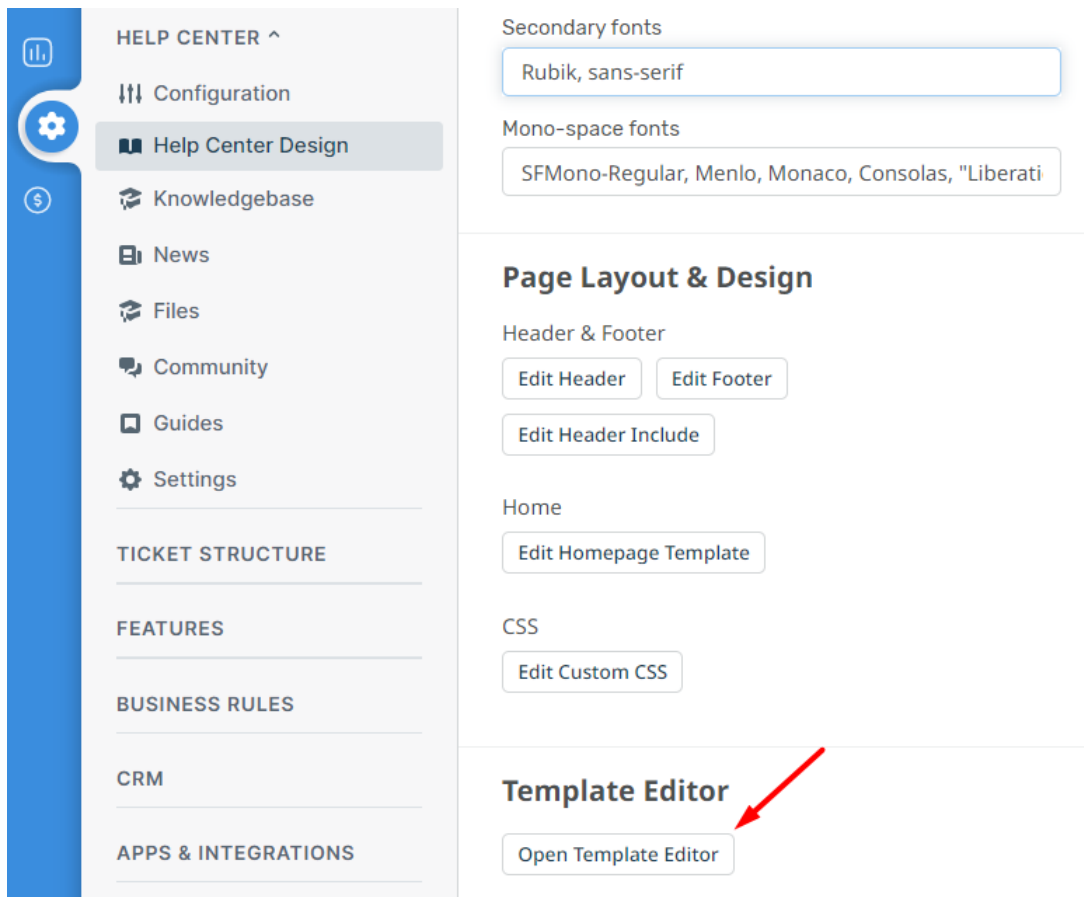 HELP CENTER ^
Configuration
Help Center Design
Knowledgebase
News
Files
Community
Guides
Settings
TICKET STRUCTURE
FEATURES
BUSINESS RULES
CRM
APPS & INTEGRATIONS
Secondary fonts
Rubik, sans-serif
Mono-space fonts
SFMono-Regular, Menlo, Monaco, Consolas, "Liberati
Page Layout & Design
Header & Footer
Edit Header Edit Footer
Edit Header Include
Home
Edit Homepage Template
CSS
Edit Custom CSS
Template Editor
Open Template Editor